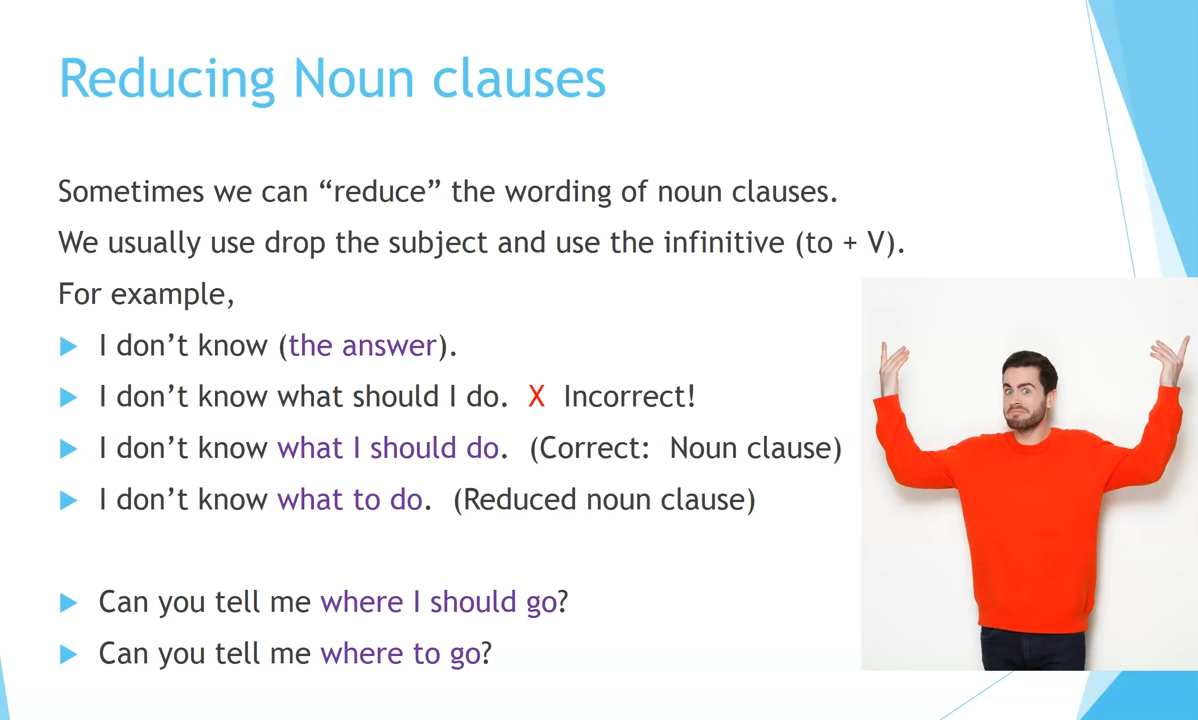 Reducing Noun clauses
Sometimes we can “reduce” the wording of noun clauses.
We usually use drop the subject and use the infinitive (to + V).
For example,
I don’t know (the answer).
I don’t know what should I do. X Incorrect!
I don’t know what I should do. (Correct: Noun clause)
I don’t know what to do. (Reduced noun clause)
Can you tell me where I should go?
Can you tell me where to go?